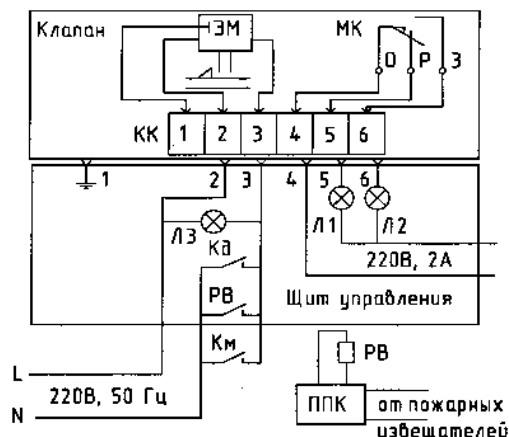 Клапан
ЭМ
МК
О Р З
КК 1 2 3 4 5 6
1 2 3 4 5 6
Л3
Л1
Л2
Кд
220В, 2А
РВ
Щит управления
Км
РВ
L
220В, 50 Гц
N
ППК
от пожарных
извещателей